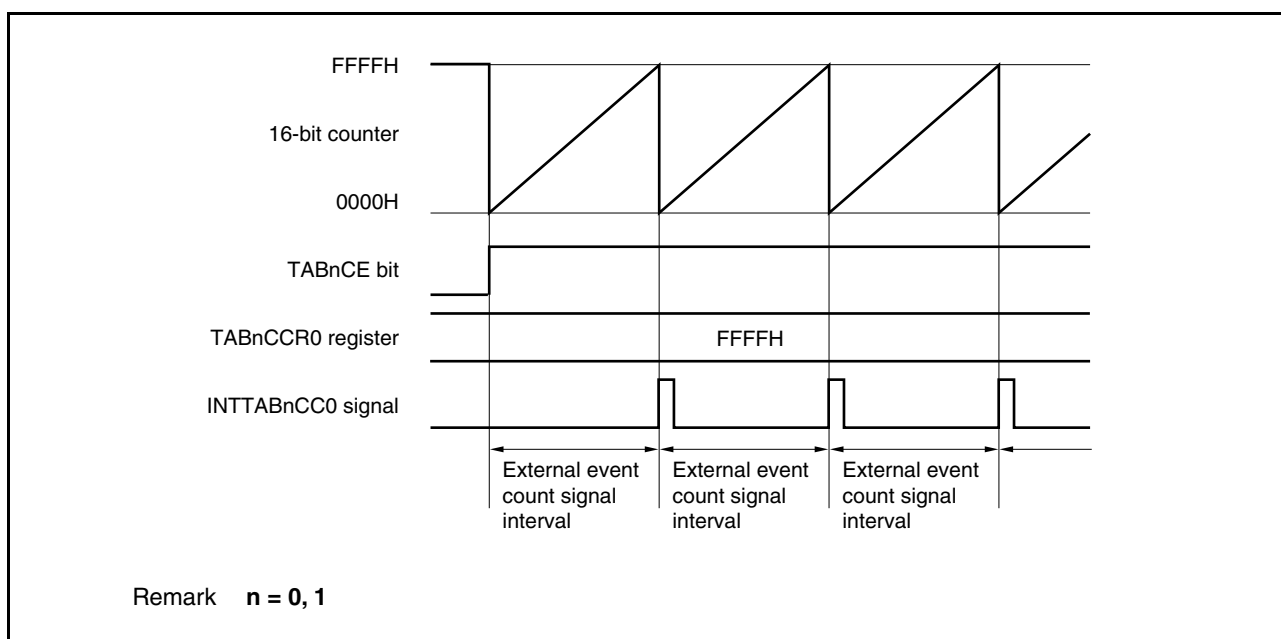 FFFFH
16-bit counter
0000H
TABnCE bit
TABnCCR0 register
FFFFH
INTTABnCC0 signal
External event
count signal
interval
External event
count signal
interval
External event
count signal
interval
Remark n = 0, 1